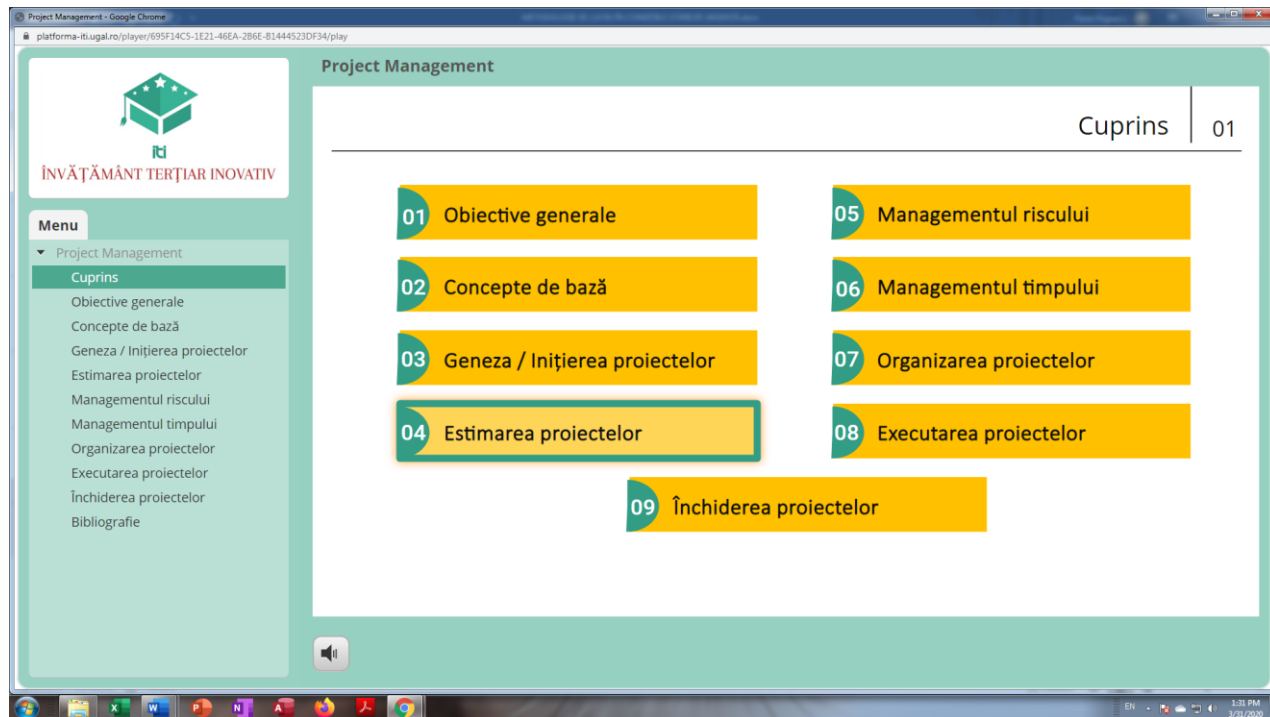 Project Management - Google Chrome
platforma-iti.ugal.ro/player/695F14C5-1E21-46EA-2B6E-B1444523DF34/play
iti
ÎNVĂȚĂMÂNT TERȚIAR INOVATIV
Menu
Project Management
Cuprins
Obiective generale
Concepte de bază
Geneza / Inițierea proiectelor
Estimarea proiectelor
Managementul riscului
Managementul timpului
Organizarea proiectelor
Executarea proiectelor
Închiderea proiectelor
Bibliografie
Project Management
Cuprins 01
01 Obiective generale
02 Concepte de bază
03 Geneza / Inițierea proiectelor
04 Estimarea proiectelor
05 Managementul riscului
06 Managementul timpului
07 Organizarea proiectelor
08 Executarea proiectelor
09 Închiderea proiectelor
EN
1:31 PM
3/31/2020